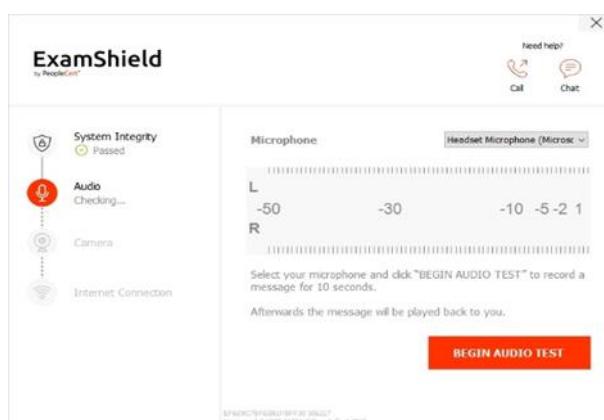 Need help?
ExamShield
by PeopleCert
Call
Chat
System Integrity
Passed
Microphone
Headset Microphone (Microsc
Audio
Checking...
L
-50 -30 -10 -5 -2 1
R
Camera
Select your microphone and click "BEGIN AUDIO TEST" to record a
message for 10 seconds.
Internet Connection
Afterwards the message will be played back to you.
BEGIN AUDIO TEST